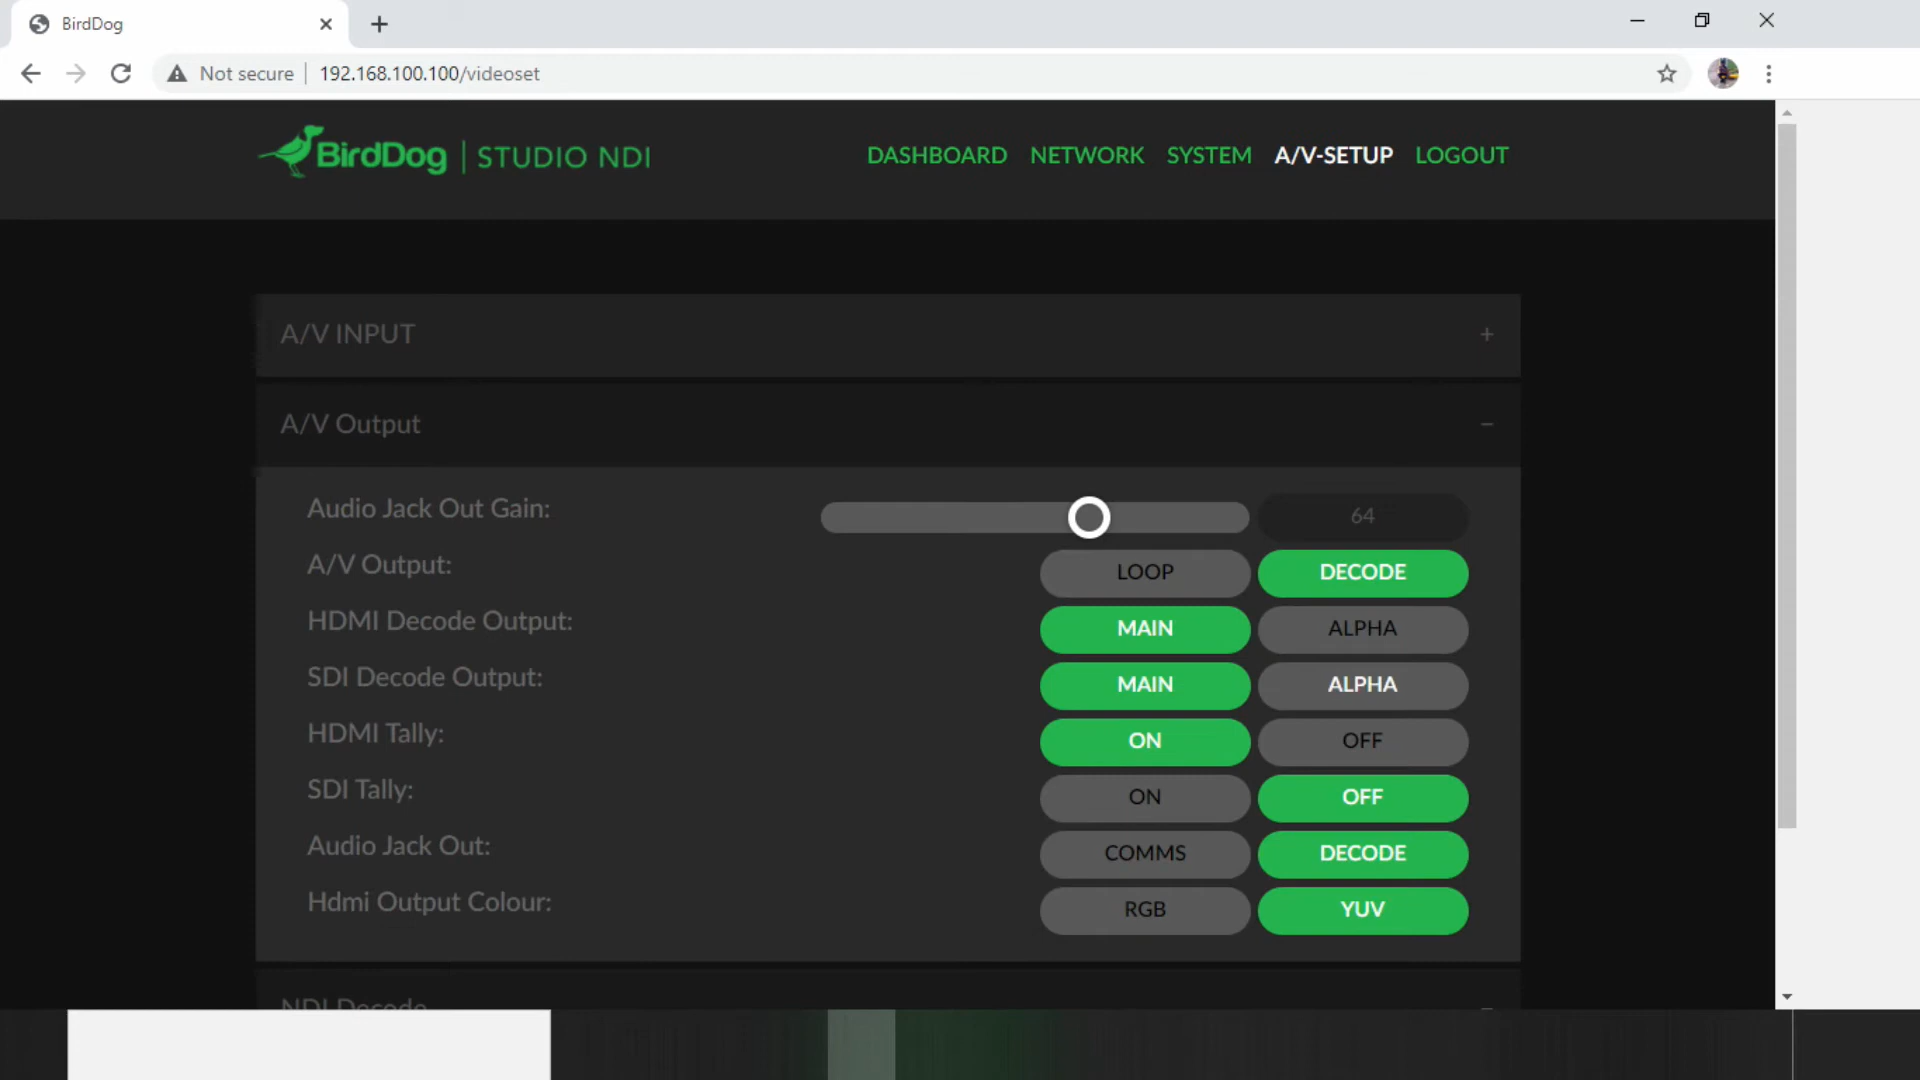 BirdDog
Not secure 192.168.100.100/videoset
BirdDog | STUDIO NDI
DASHBOARD NETWORK SYSTEM A/V-SETUP LOGOUT
A/V INPUT +
A/V Output −
Audio Jack Out Gain: 64
A/V Output: LOOP DECODE
HDMI Decode Output: MAIN ALPHA
SDI Decode Output: MAIN ALPHA
HDMI Tally: ON OFF
SDI Tally: ON OFF
Audio Jack Out: COMMS DECODE
Hdmi Output Colour: RGB YUV
NDI Decode